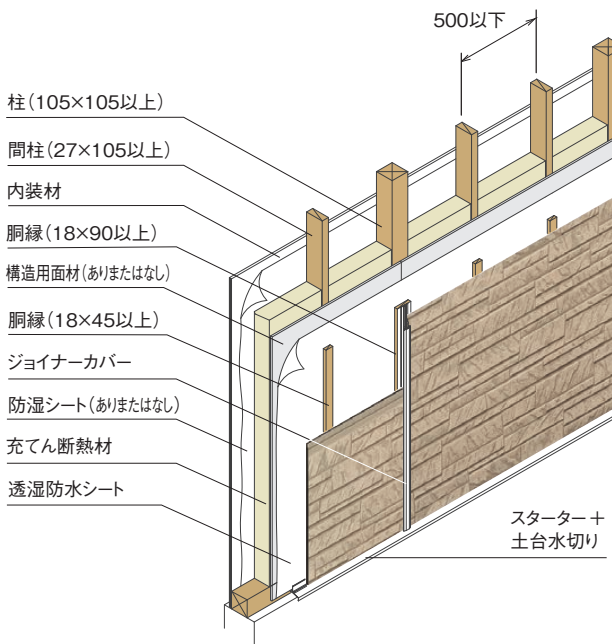 500以下
柱(105×105以上)
間柱(27×105以上)
内装材
胴縁(18×90以上)
構造用面材(ありまたはなし)
胴縁(18×45以上)
ジョイナーカバー
防湿シート(ありまたはなし)
充てん断熱材
透湿防水シート
スターター+
土台水切り